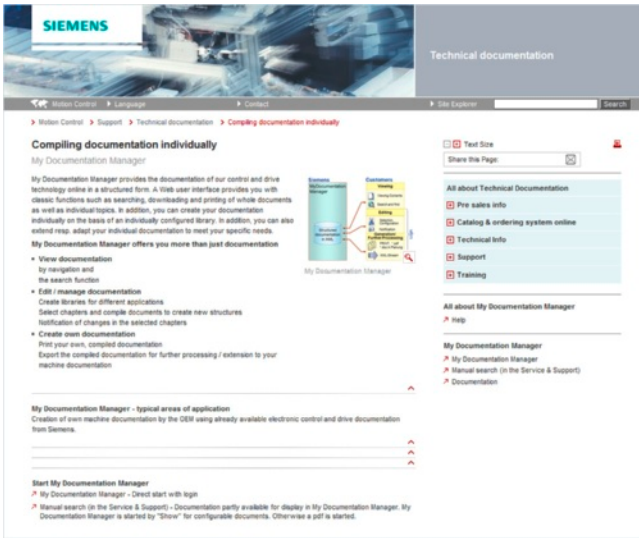 SIEMENS
Technical documentation
Motion Control Language Contact Site Explorer Search
Motion Control Support Technical documentation Compiling documentation individually
Compiling documentation individually
My Documentation Manager
My Documentation Manager provides the documentation of our control and drive
technology online in a structured form. A Web user interface provides you with
classic functions such as searching, downloading and printing of whole documents
as well as individual topics. In addition, you can create your documentation
individually on the basis of an individually configured library. In addition, you can also
extend resp. adapt your individual documentation to meet your specific needs.
My Documentation Manager offers you more than just documentation
View documentation
by navigation and
the search function
Edit / manage documentation
Create libraries for different applications
Select chapters and compile documents to create new structures
Notification of changes in the selected chapters
Create own documentation
Print your own, compiled documentation
Export the compiled documentation for further processing / extension to your
machine documentation
Siemens Customers
My Documentation
Manager
Viewing
Editing
My Documentation Manager
My Documentation Manager - typical areas of application
Creation of own machine documentation by the OEM using already available electronic control and drive documentation
from Siemens.
Start My Documentation Manager
My Documentation Manager - Direct start with login
Manual search (in the Service & Support) - Documentation partly available for display in My Documentation Manager. My
Documentation Manager is started by "Show" for configurable documents. Otherwise a pdf is started.
Text Size
Share this Page:
All about Technical Documentation
Pre sales info
Catalog & ordering system online
Technical Info
Support
Training
All about My Documentation Manager
Help
My Documentation Manager
My Documentation Manager
Manual search (in the Service & Support)
Documentation